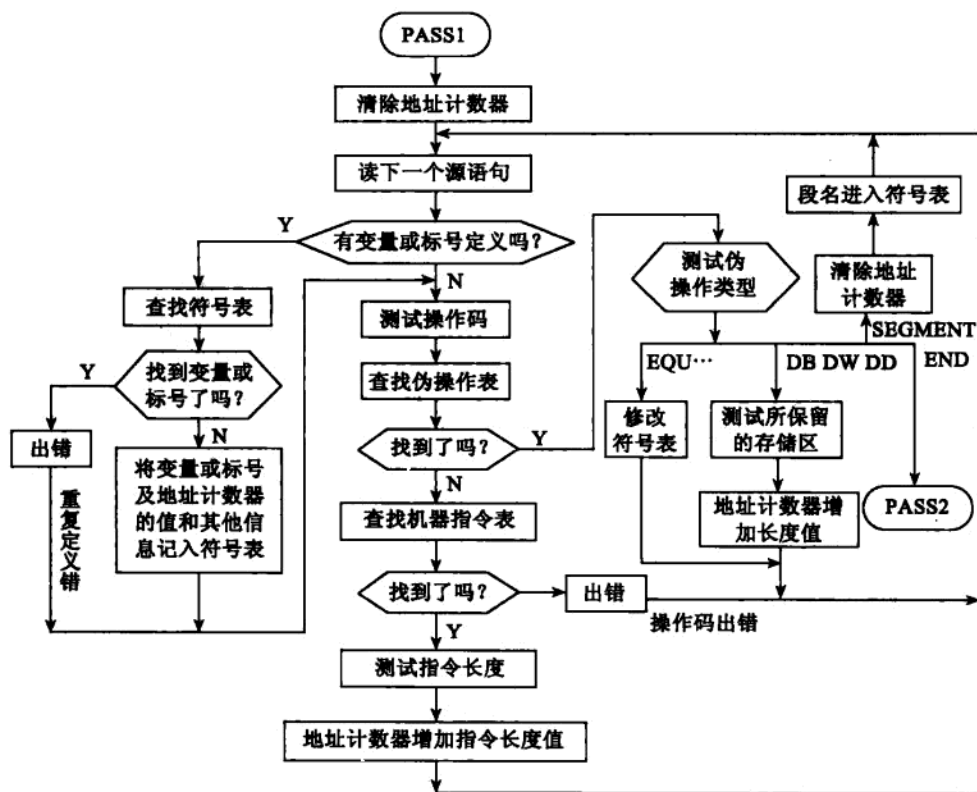 PASS1
清除地址计数器
读下一个源语句
有变量或标号定义吗?
Y
N
查找符号表
找到变量或
标号了吗?
Y
N
出错
重复定义错
将变量或标号
及地址计数器
的值和其他信
息记入符号表
测试操作码
查找伪操作表
找到了吗?
Y
N
查找机器指令表
找到了吗?
Y
出错
操作码出错
测试指令长度
地址计数器增加指令长度值
测试伪
操作类型
EQU…
DB DW DD
SEGMENT
END
修改
符号表
测试所保留
的存储区
地址计数器增
加长度值
清除地址
计数器
段名进入符号表
PASS2